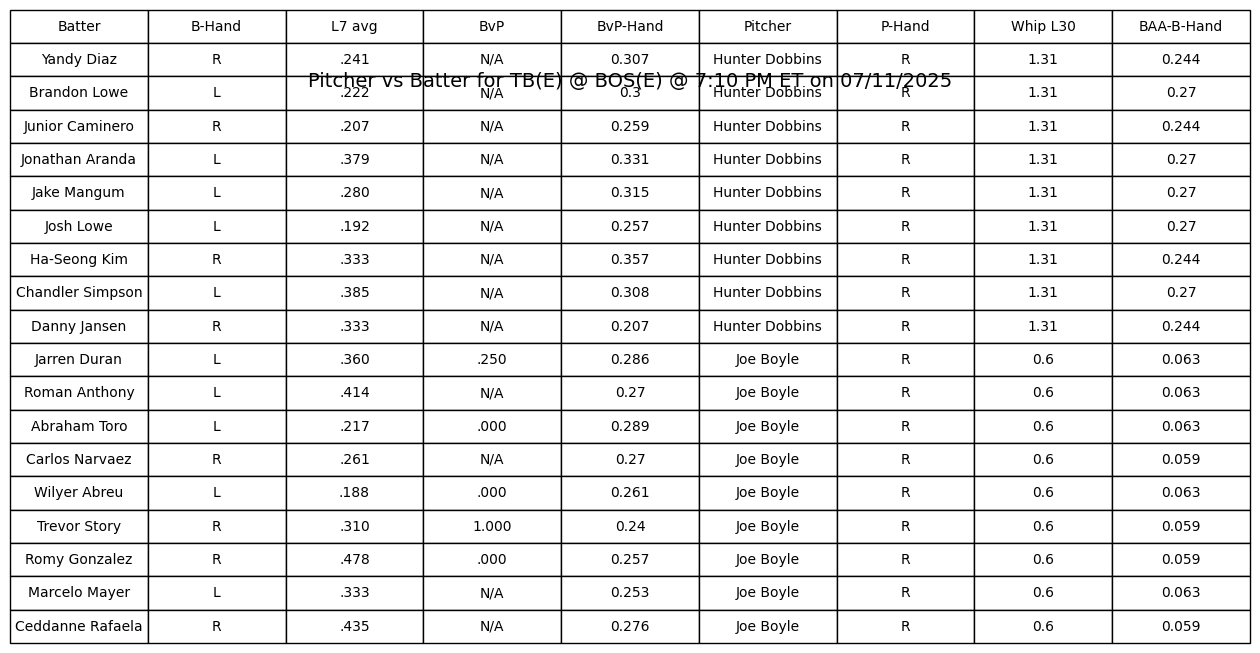 Batter B-Hand L7 avg BvP BvP-Hand Pitcher P-Hand Whip L30 BAA-B-Hand
Yandy Diaz R .241 N/A 0.307 Hunter Dobbins R 1.31 0.244
Pitcher vs Batter for TB(E) @ BOS(E) @ 7:10 PM ET on 07/11/2025
Brandon Lowe L .222 N/A 0.3 Hunter Dobbins R 1.31 0.27
Junior Caminero R .207 N/A 0.259 Hunter Dobbins R 1.31 0.244
Jonathan Aranda L .379 N/A 0.331 Hunter Dobbins R 1.31 0.27
Jake Mangum L .280 N/A 0.315 Hunter Dobbins R 1.31 0.27
Josh Lowe L .192 N/A 0.257 Hunter Dobbins R 1.31 0.27
Ha-Seong Kim R .333 N/A 0.357 Hunter Dobbins R 1.31 0.244
Chandler Simpson L .385 N/A 0.308 Hunter Dobbins R 1.31 0.27
Danny Jansen R .333 N/A 0.207 Hunter Dobbins R 1.31 0.244
Jarren Duran L .360 .250 0.286 Joe Boyle R 0.6 0.063
Roman Anthony L .414 N/A 0.27 Joe Boyle R 0.6 0.063
Abraham Toro L .217 .000 0.289 Joe Boyle R 0.6 0.063
Carlos Narvaez R .261 N/A 0.27 Joe Boyle R 0.6 0.059
Wilyer Abreu L .188 .000 0.261 Joe Boyle R 0.6 0.063
Trevor Story R .310 1.000 0.24 Joe Boyle R 0.6 0.059
Romy Gonzalez R .478 .000 0.257 Joe Boyle R 0.6 0.059
Marcelo Mayer L .333 N/A 0.253 Joe Boyle R 0.6 0.063
Ceddanne Rafaela R .435 N/A 0.276 Joe Boyle R 0.6 0.059